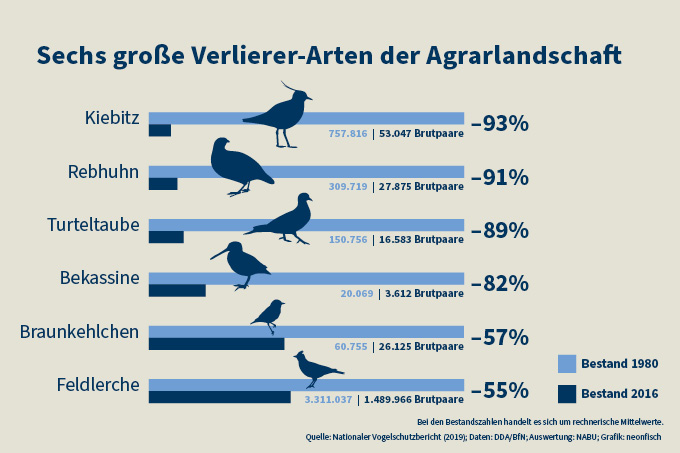 Sechs große Verlierer-Arten der Agrarlandschaft
Kiebitz
757.816 | 53.047 Brutpaare
–93%
Rebhuhn
309.719 | 27.875 Brutpaare
–91%
Turteltaube
150.756 | 16.583 Brutpaare
–89%
Bekassine
20.069 | 3.612 Brutpaare
–82%
Braunkehlchen
60.755 | 26.125 Brutpaare
–57%
Feldlerche
3.311.037 | 1.489.966 Brutpaare
–55%
Bestand 1980
Bestand 2016
Bei den Bestandszahlen handelt es sich um rechnerische Mittelwerte.
Quelle: Nationaler Vogelschutzbericht (2019); Daten: DDA/BfN; Auswertung: NABU; Grafik: neonfisch